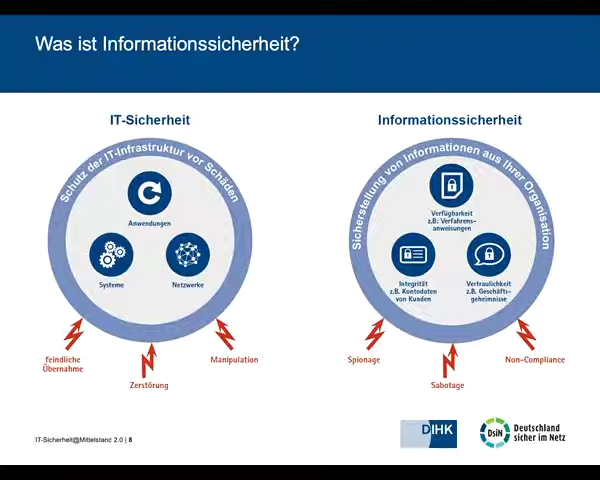 Was ist Informationssicherheit?
IT-Sicherheit
Schutz der IT-Infrastruktur vor Schäden
Anwendungen
Systeme
Netzwerke
feindliche
Übernahme
Zerstörung
Manipulation
Informationssicherheit
Sicherstellung von Informationen aus Ihrer Organisation
Verfügbarkeit
z.B: Verfahrens-
anweisungen
Integrität
z.B. Kontodaten
von Kunden
Vertraulichkeit
z.B. Geschäfts-
geheimnisse
Spionage
Sabotage
Non-Compliance
IT-Sicherheit@Mittelstand 2.0 | 8
DIHK
DsiN
Deutschland
sicher im Netz